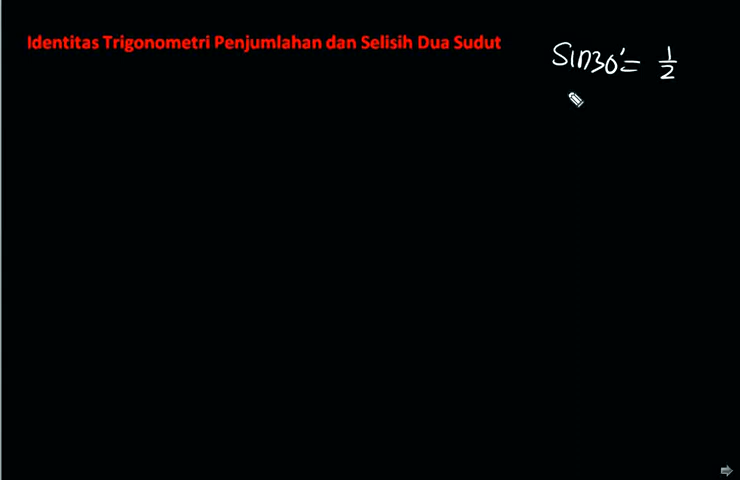 Identitas Trigonometri Penjumlahan dan Selisih Dua Sudut
Sin30° = 1/2